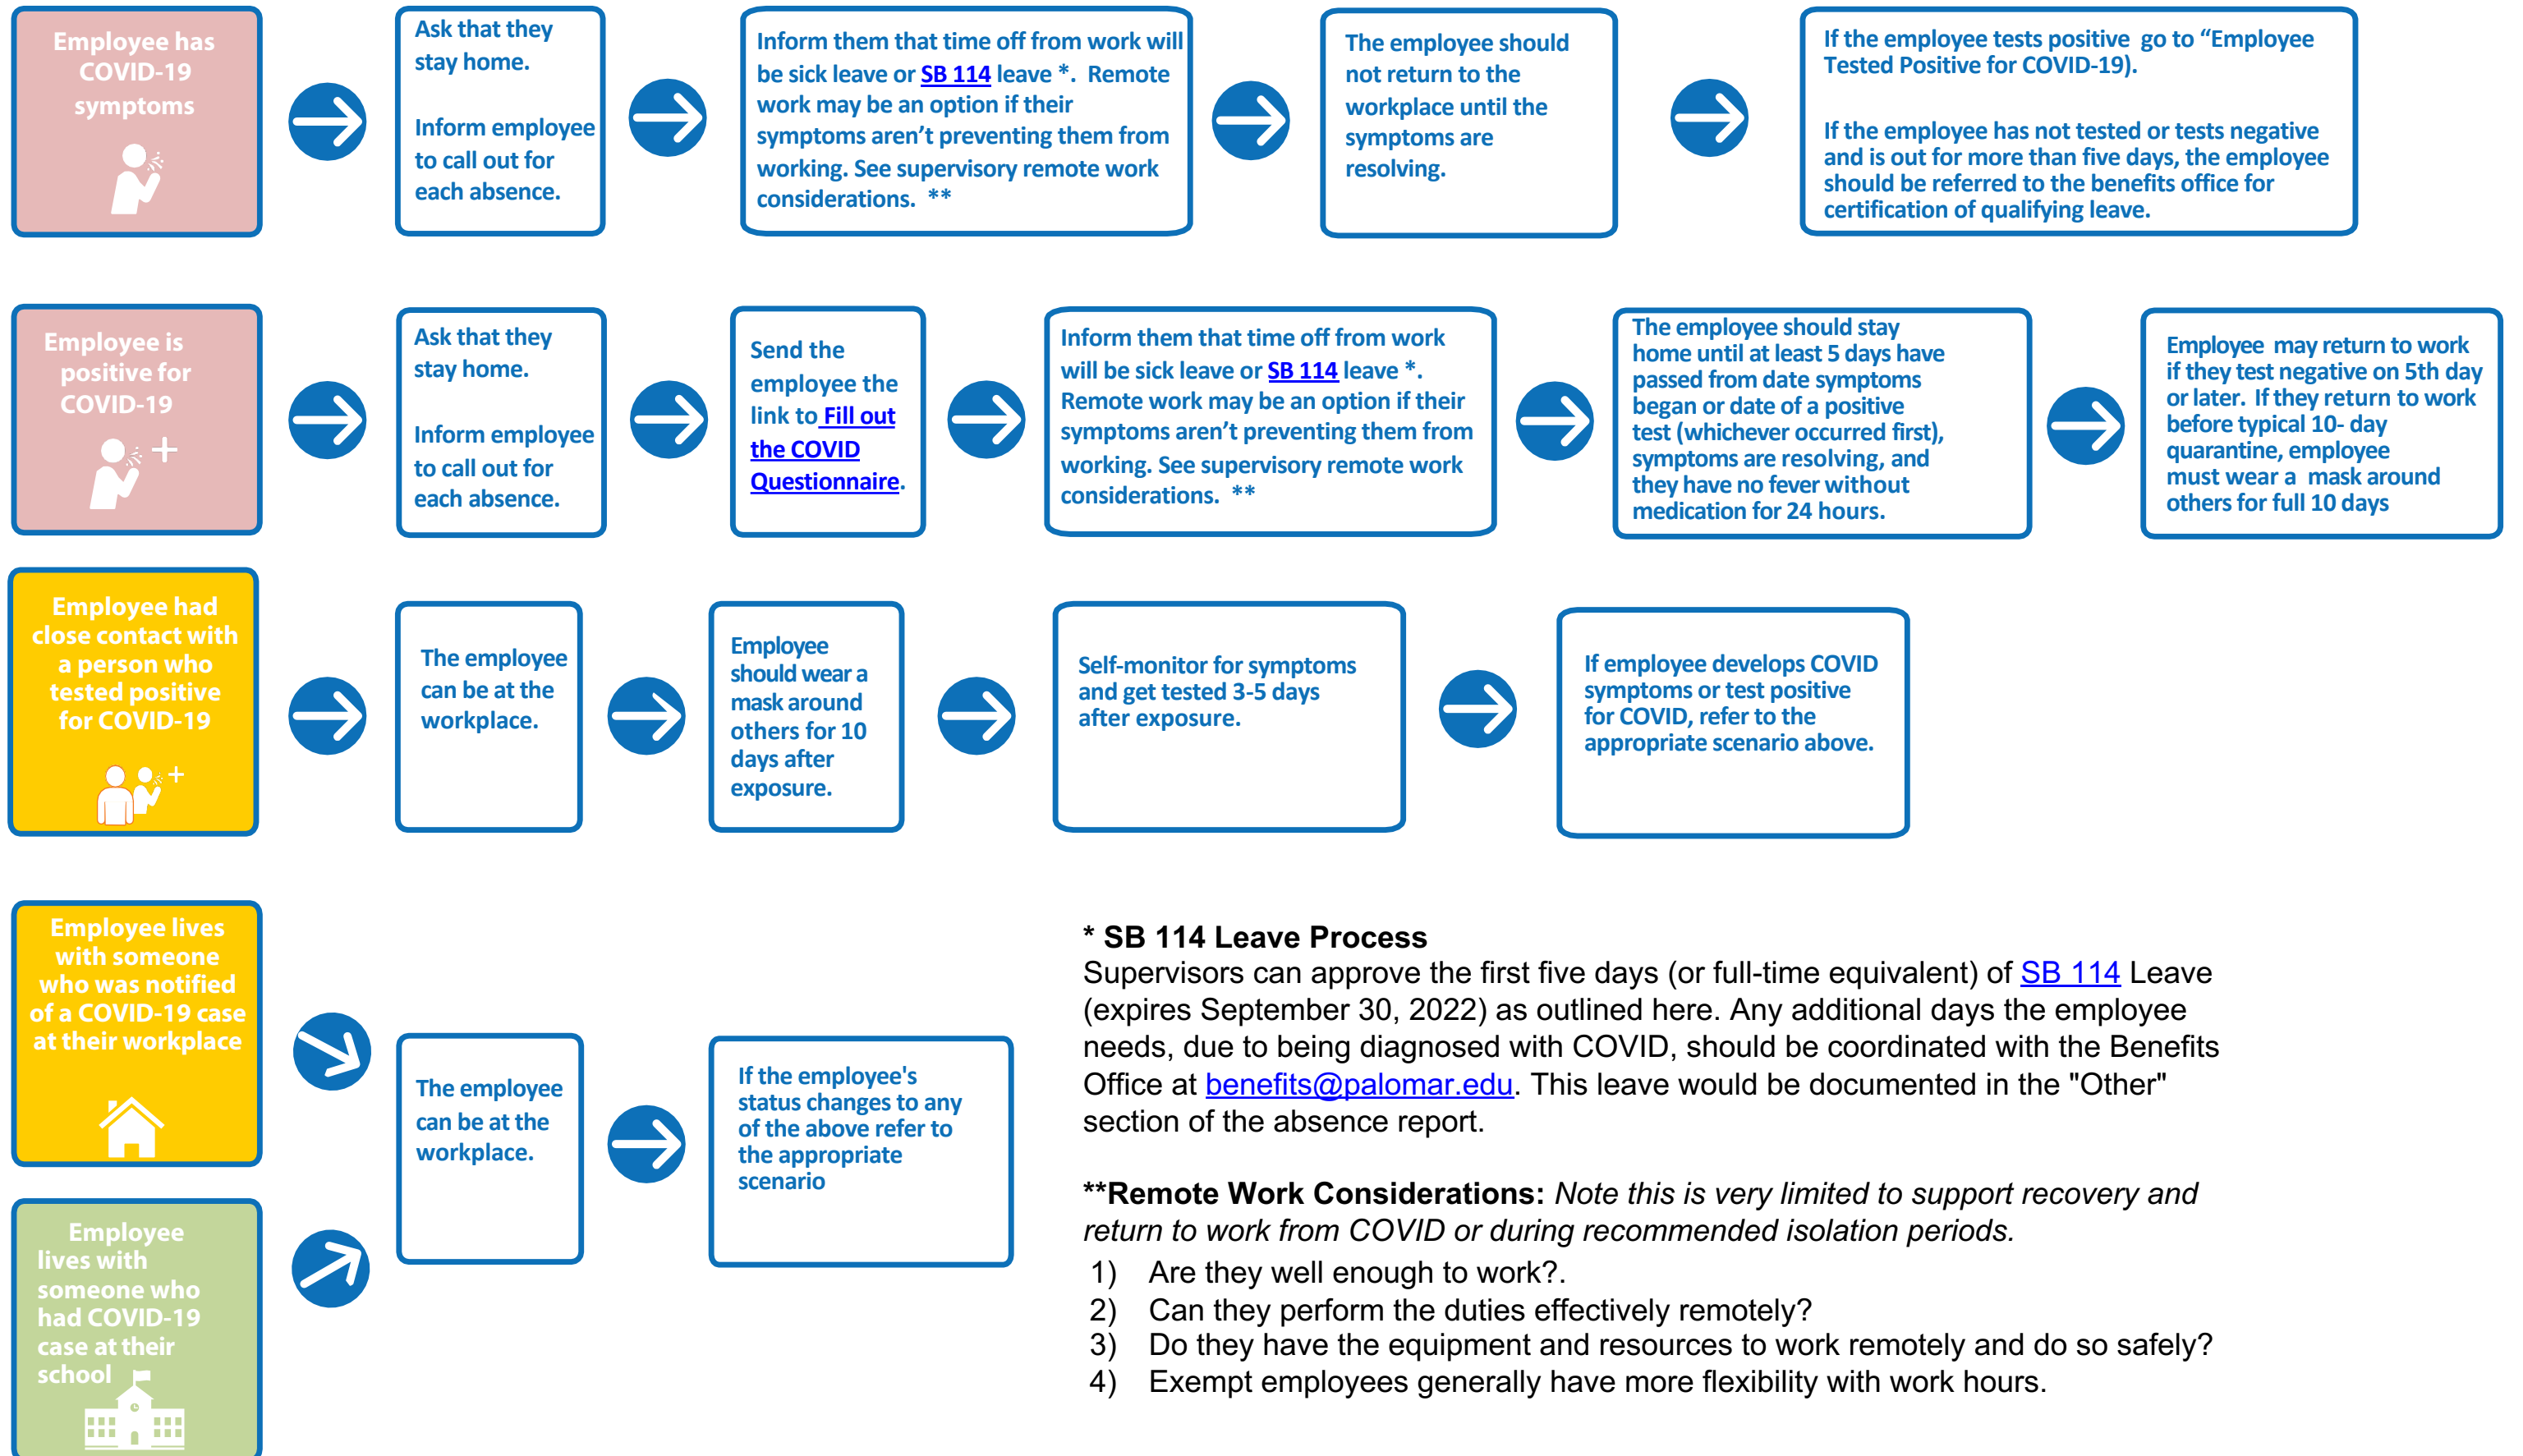 Employee has
COVID-19
symptoms
Ask that they
stay home.
Inform employee
to call out for
each absence.
Inform them that time off from work will
be sick leave or SB 114 leave *. Remote
work may be an option if their
symptoms aren’t preventing them from
working. See supervisory remote work
considerations. **
The employee should
not return to the
workplace until the
symptoms are
resolving.
If the employee tests positive go to “Employee
Tested Positive for COVID-19).
If the employee has not tested or tests negative
and is out for more than five days, the employee
should be referred to the benefits office for
certification of qualifying leave.
Employee is
positive for
COVID-19
Ask that they
stay home.
Inform employee
to call out for
each absence.
Send the
employee the
link to Fill out
the COVID
Questionnaire.
Inform them that time off from work
will be sick leave or SB 114 leave *.
Remote work may be an option if their
symptoms aren’t preventing them from
working. See supervisory remote work
considerations. **
The employee should stay
home until at least 5 days have
passed from date symptoms
began or date of a positive
test (whichever occurred first),
symptoms are resolving, and
they have no fever without
medication for 24 hours.
Employee may return to work
if they test negative on 5th day
or later. If they return to work
before typical 10- day
quarantine, employee
must wear a mask around
others for full 10 days
Employee had
close contact with
a person who
tested positive
for COVID-19
The employee
can be at the
workplace.
Employee
should wear a
mask around
others for 10
days after
exposure.
Self-monitor for symptoms
and get tested 3-5 days
after exposure.
If employee develops COVID
symptoms or test positive
for COVID, refer to the
appropriate scenario above.
Employee lives
with someone
who was notified
of a COVID-19 case
at their workplace
Employee
lives with
someone who
had COVID-19
case at their
school
The employee
can be at the
workplace.
If the employee's
status changes to any
of the above refer to
the appropriate
scenario
* SB 114 Leave Process
Supervisors can approve the first five days (or full-time equivalent) of SB 114 Leave
(expires September 30, 2022) as outlined here. Any additional days the employee
needs, due to being diagnosed with COVID, should be coordinated with the Benefits
Office at benefits@palomar.edu. This leave would be documented in the "Other"
section of the absence report.
**Remote Work Considerations: Note this is very limited to support recovery and
return to work from COVID or during recommended isolation periods.
1) Are they well enough to work?.
2) Can they perform the duties effectively remotely?
3) Do they have the equipment and resources to work remotely and do so safely?
4) Exempt employees generally have more flexibility with work hours.